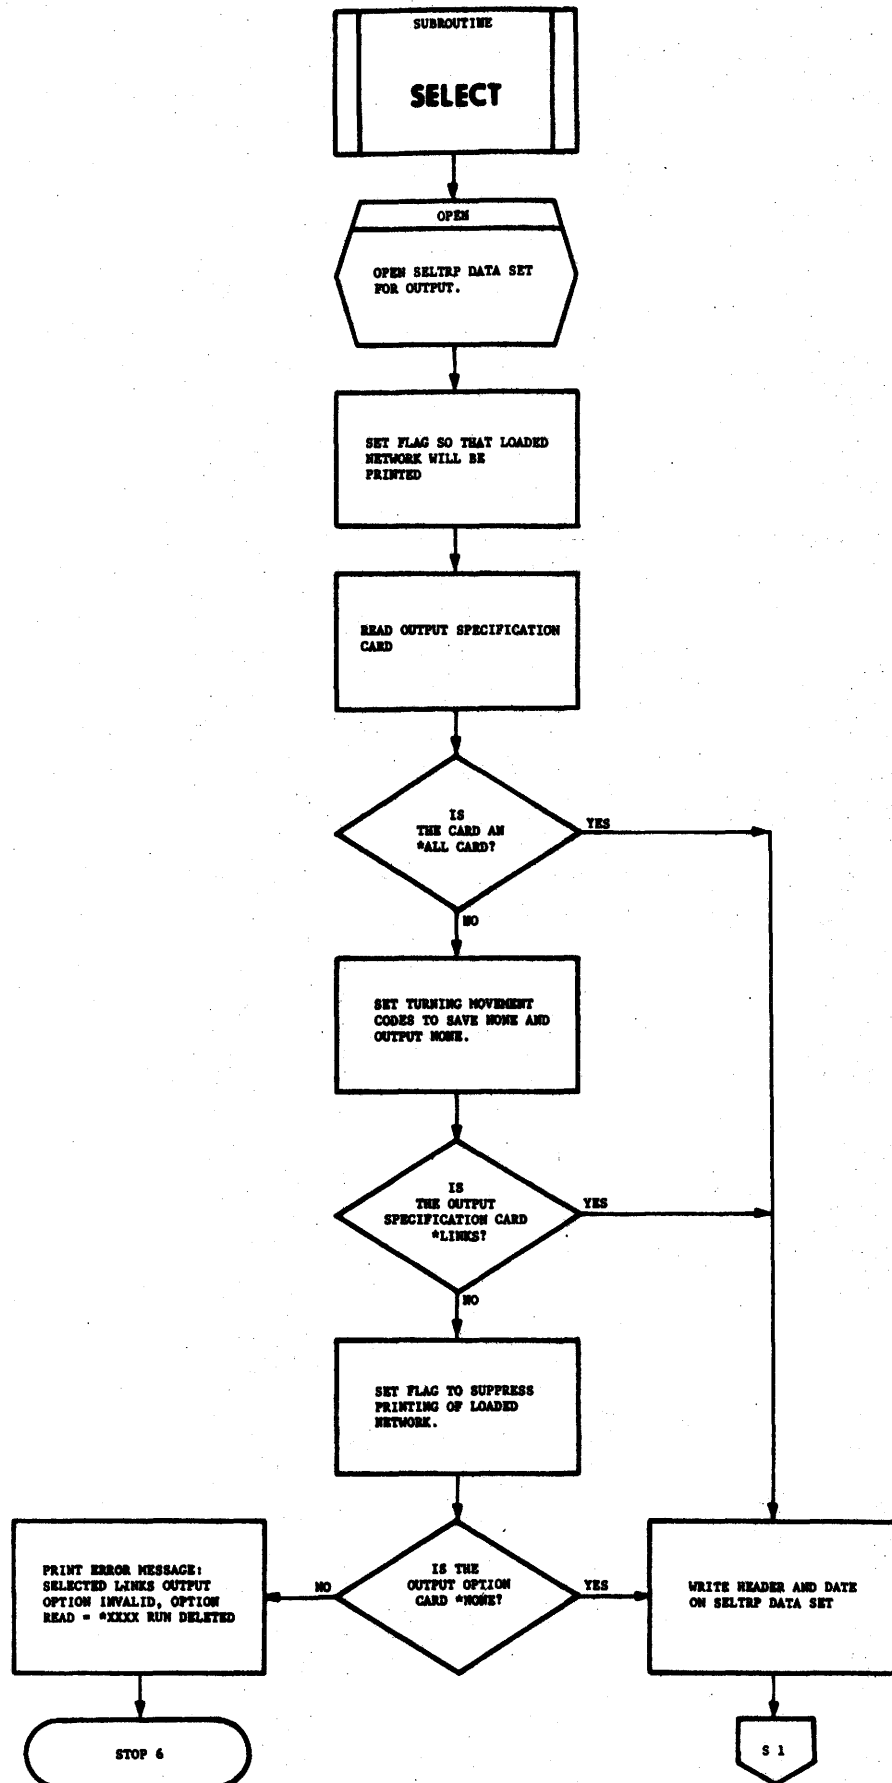 SUBROUTINE
SELECT
OPEN
OPEN SELTRP DATA SET
FOR OUTPUT.
SET FLAG SO THAT LOADED
NETWORK WILL BE
PRINTED
READ OUTPUT SPECIFICATION
CARD
IS
THE CARD AN
*ALL CARD?
YES
NO
SET TURNING MOVEMENT
CODES TO SAVE NONE AND
OUTPUT NONE.
IS
THE OUTPUT
SPECIFICATION CARD
*LINKS?
YES
NO
SET FLAG TO SUPPRESS
PRINTING OF LOADED
NETWORK.
IS THE
OUTPUT OPTION
CARD *NONE?
NO
YES
PRINT ERROR MESSAGE:
SELECTED LINKS OUTPUT
OPTION INVALID, OPTION
READ = *XXXX RUN DELETED
WRITE HEADER AND DATE
ON SELTRP DATA SET
STOP 6
S 1